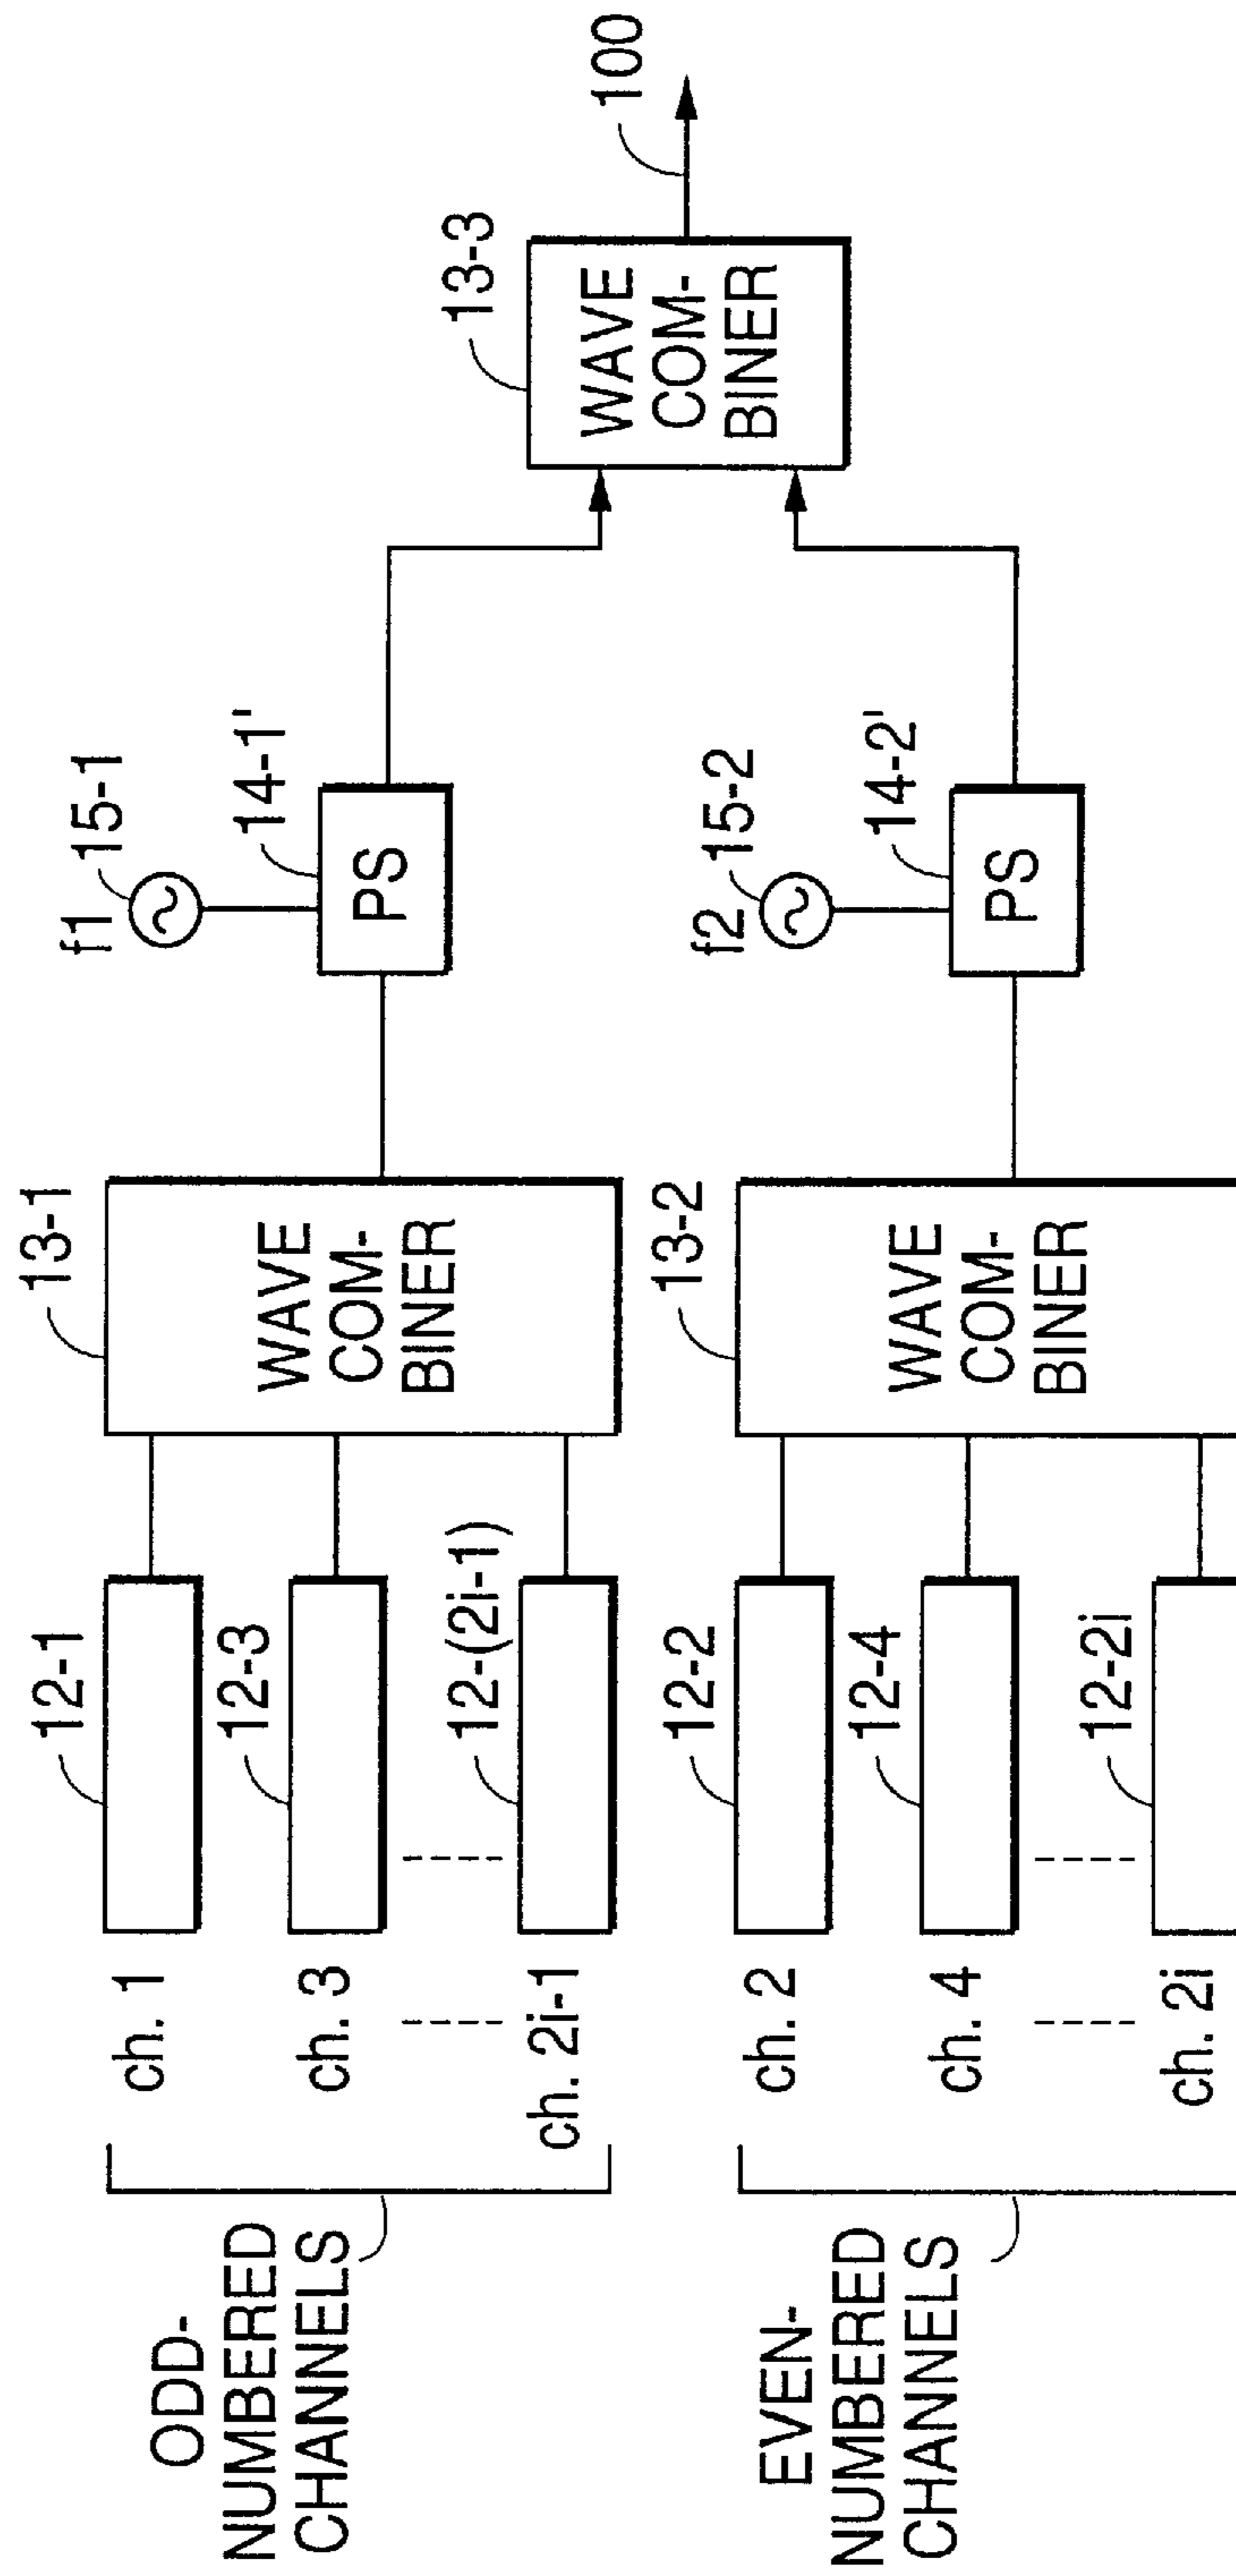 ODD-
NUMBERED
CHANNELS
ch. 1
ch. 3
ch. 2i-1
12-1
12-3
12-(2i-1)
13-1
WAVE
COM-
BINER
f1
15-1
14-1'
PS
EVEN-
NUMBERED
CHANNELS
ch. 2
ch. 4
ch. 2i
12-2
12-4
12-2i
13-2
WAVE
COM-
BINER
f2
15-2
14-2'
PS
13-3
WAVE
COM-
BINER
100